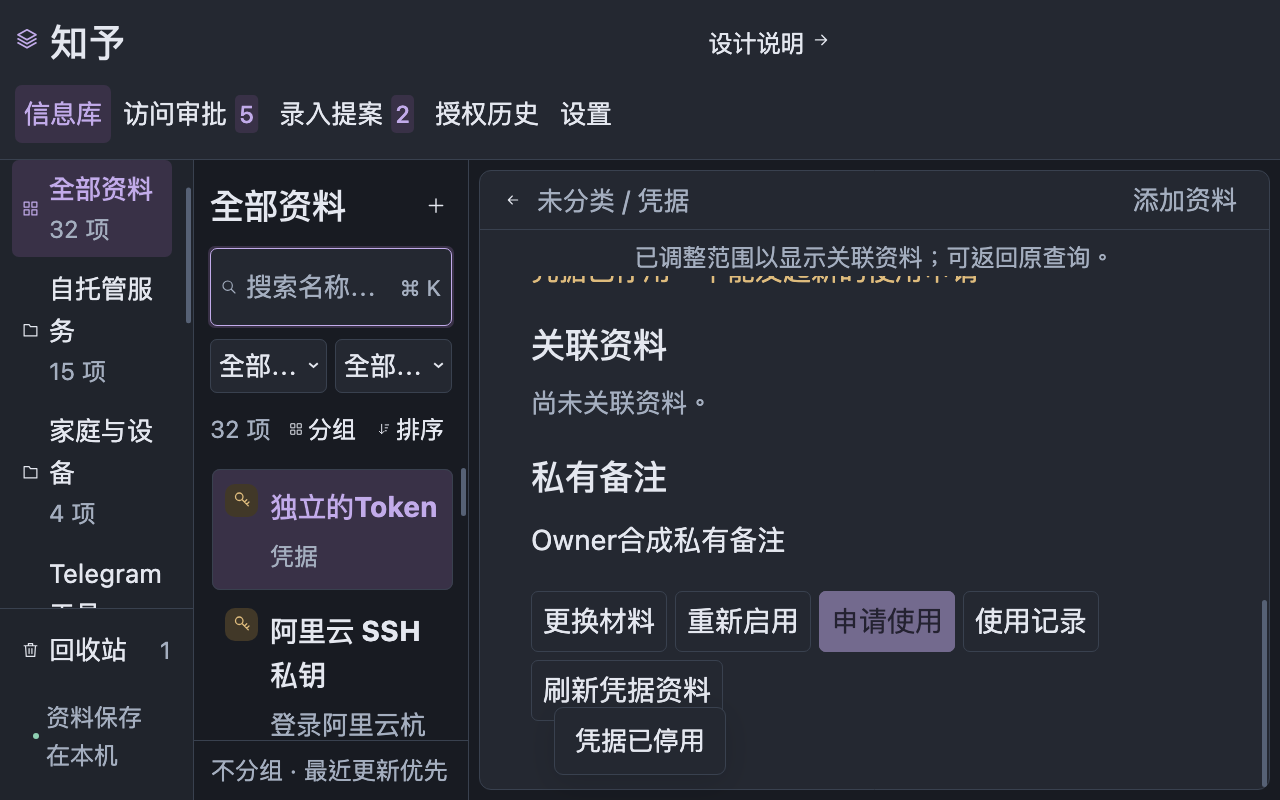 知予
设计说明 →
信息库 访问审批 5 录入提案 2 授权历史 设置
全部资料
32 项
自托管服
务
15 项
家庭与设
备
4 项
Telegram
回收站 1
资料保存
在本机
全部资料 +
搜索名称… ⌘ K
全部… 全部…
32 项 分组 排序
独立的Token
凭据
阿里云 SSH
私钥
登录阿里云杭
不分组 · 最近更新优先
← 未分类 / 凭据 添加资料
已调整范围以显示关联资料；可返回原查询。
关联资料
尚未关联资料。
私有备注
Owner合成私有备注
更换材料 重新启用 申请使用 使用记录
刷新凭据资料
凭据已停用